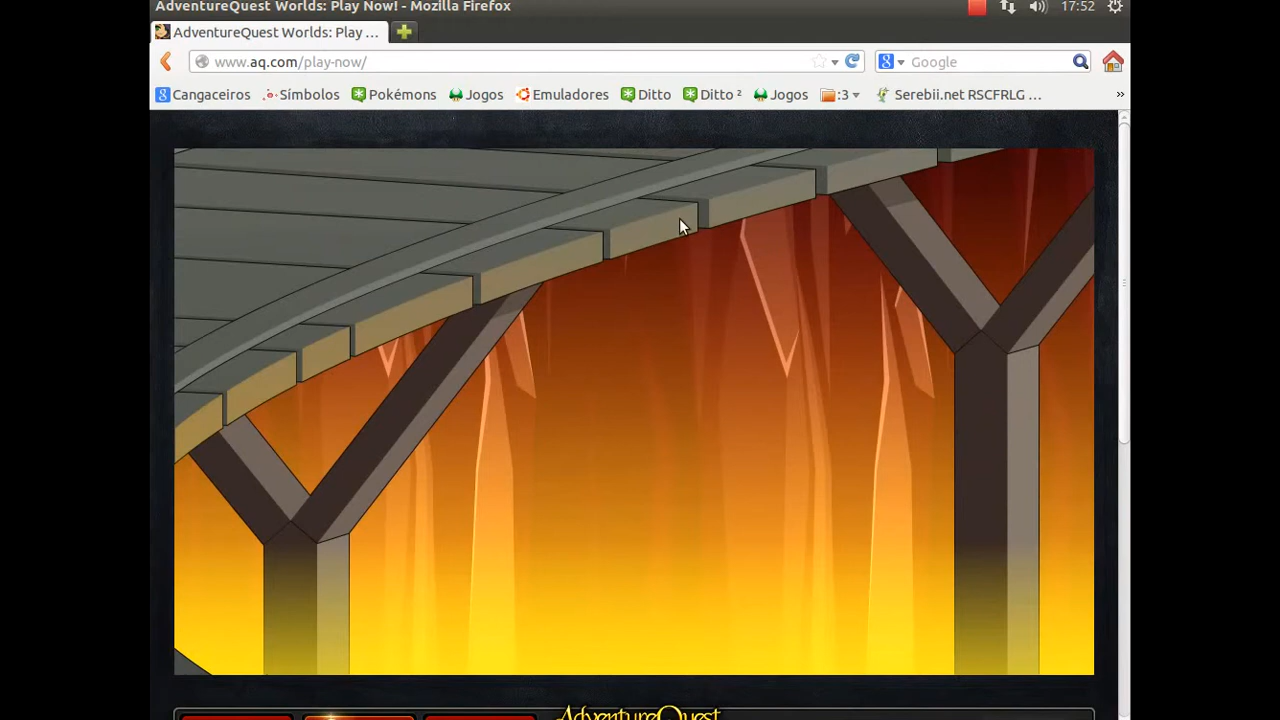 AdventureQuest Worlds: Play Now! - Mozilla Firefox
17:52
AdventureQuest Worlds: Play ...
www.aq.com/play-now/
Google
Cangaceiros Símbolos Pokémons Jogos Emuladores Ditto Ditto ² Jogos :3 Serebii.net RSCFRLG ... »
AdventureQuest